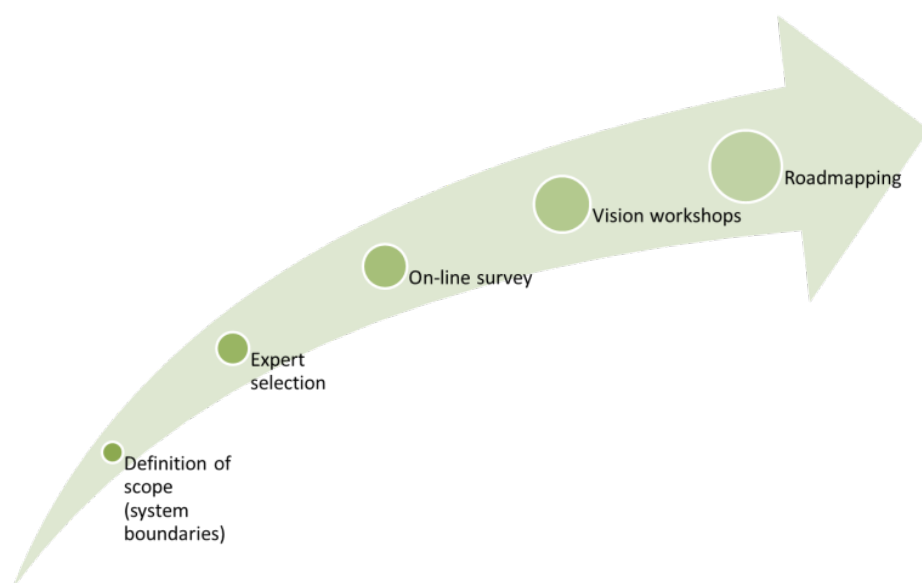 Roadmapping
Vision workshops
On-line survey
Expert
selection
Definition of
scope
(system
boundaries)